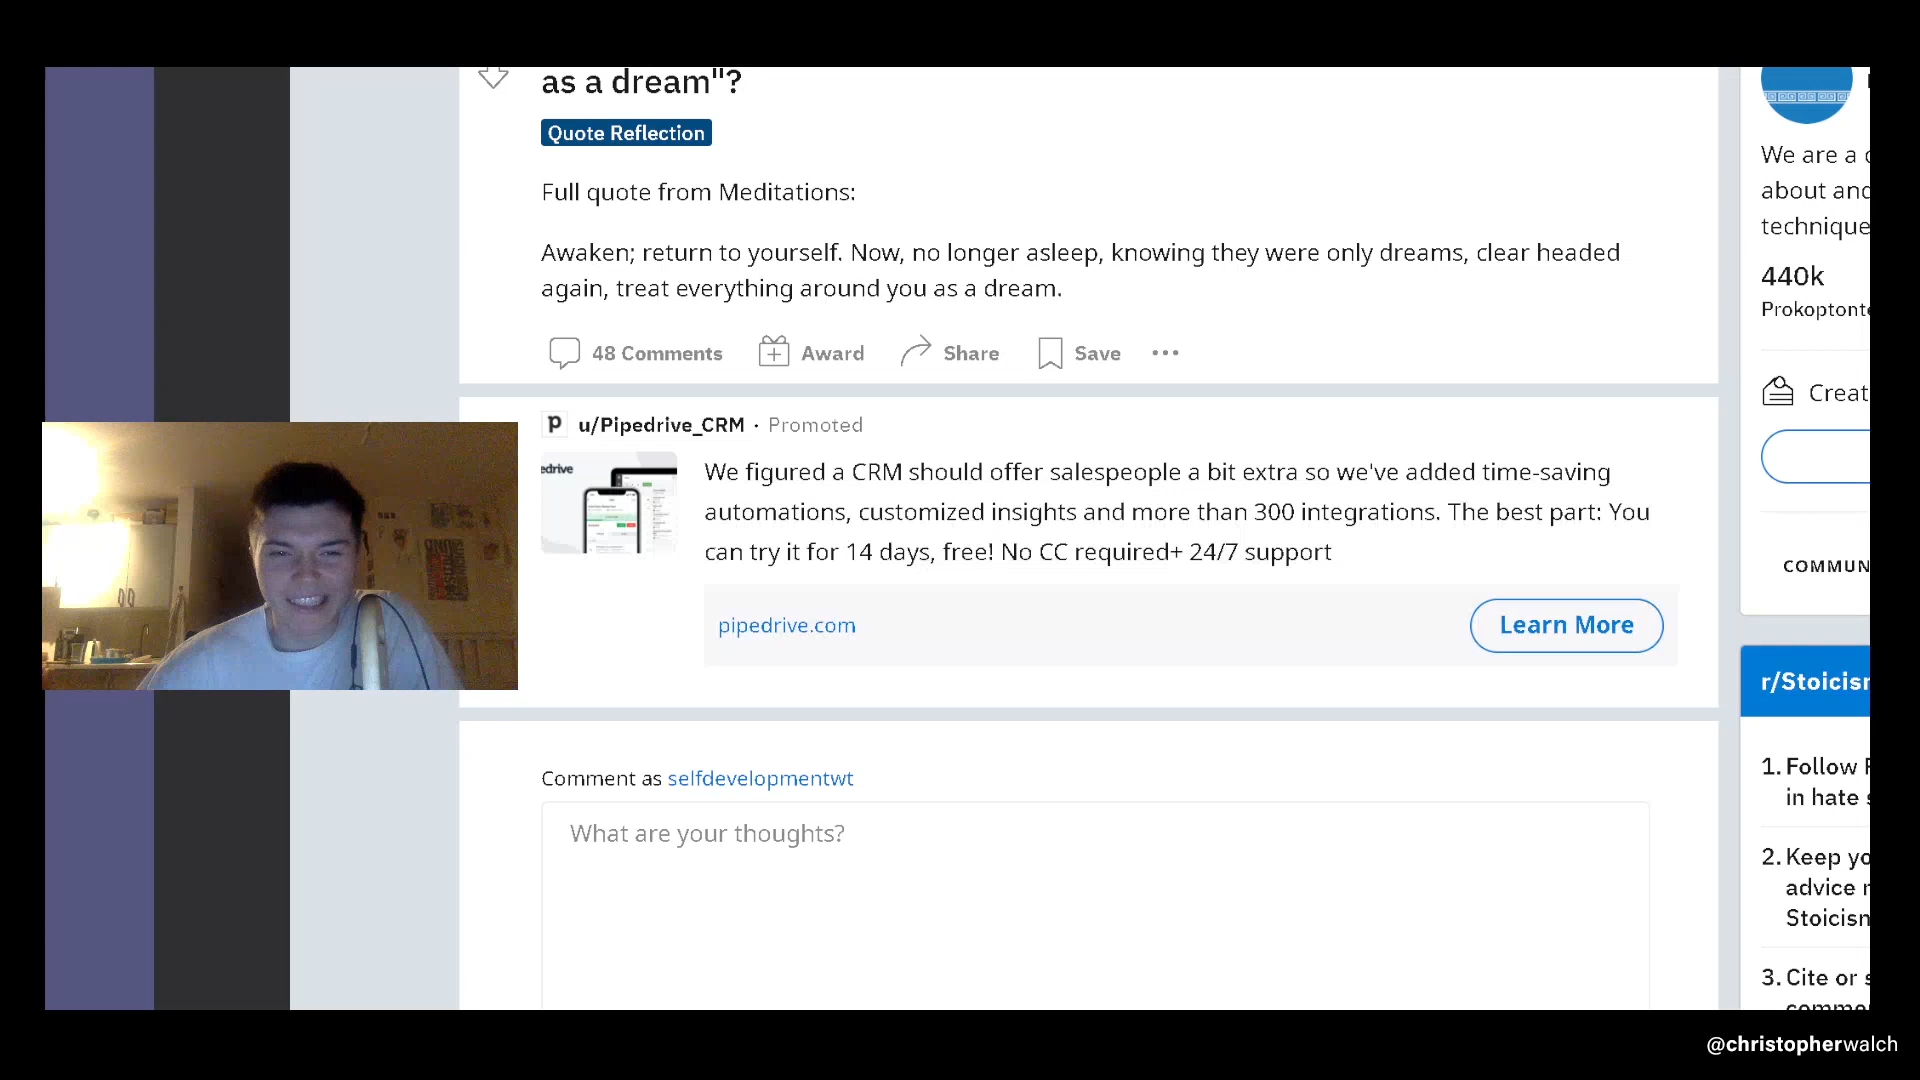 as a dream"?
Quote Reflection
Full quote from Meditations:
Awaken; return to yourself. Now, no longer asleep, knowing they were only dreams, clear headed
again, treat everything around you as a dream.
48 Comments Award Share Save
u/Pipedrive_CRM · Promoted
edrive
We figured a CRM should offer salespeople a bit extra so we've added time-saving
automations, customized insights and more than 300 integrations. The best part: You
can try it for 14 days, free! No CC required+ 24/7 support
pipedrive.com
Learn More
Comment as selfdevelopmentwt
What are your thoughts?
We are a
about and
technique
440k
Prokoptonte
Creat
COMMUN
r/Stoicism
1. Follow
in hate
2. Keep yo
advice
Stoicism
3. Cite or
comme
@christopherwalch